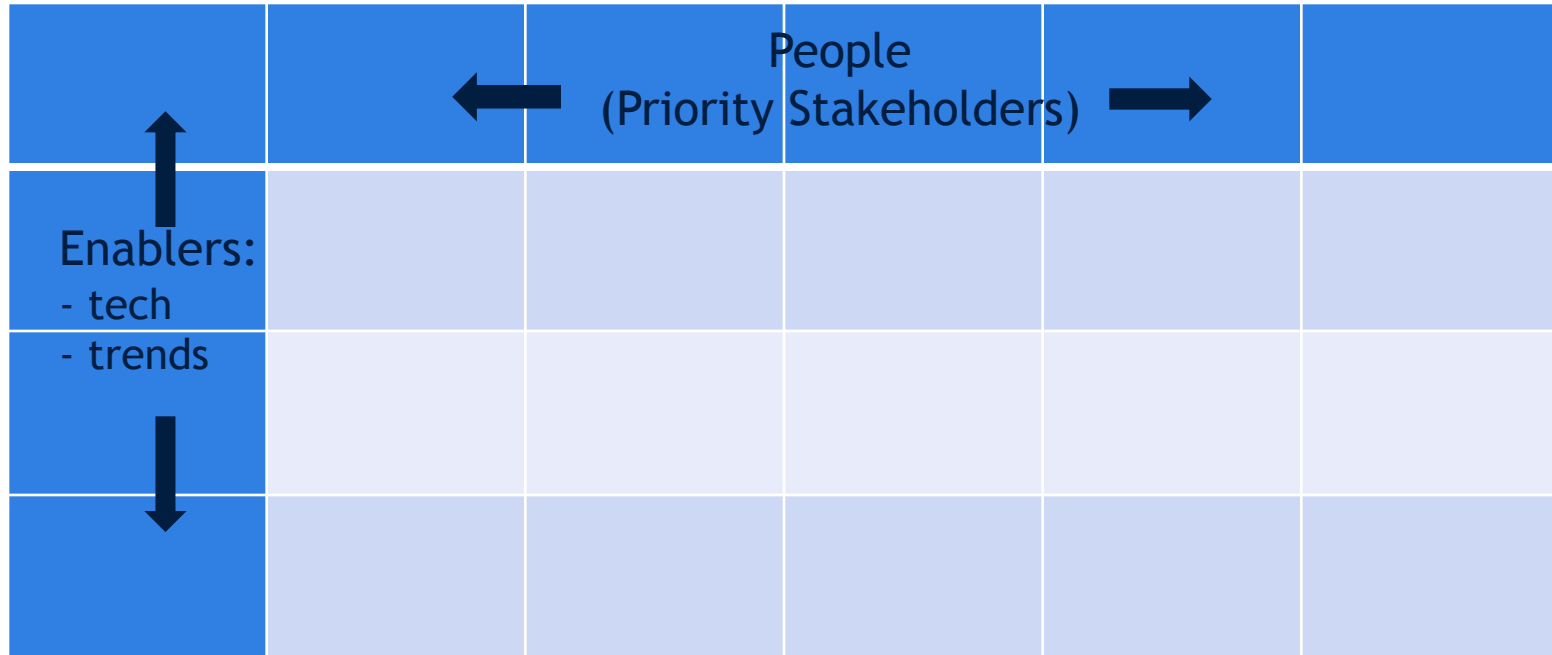 People
(Priority Stakeholders)
Enablers:
- tech
- trends